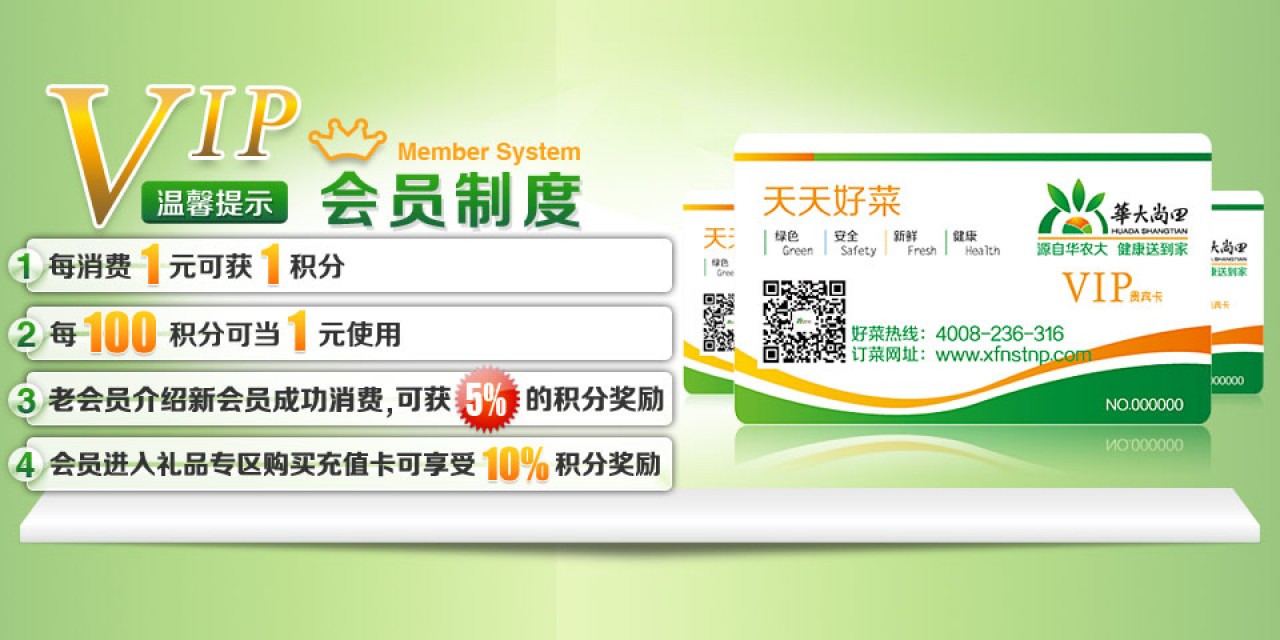 VIP
Member System
温馨提示
会员制度
1 每消费1元可获1积分
2 每100积分可当1元使用
3 老会员介绍新会员成功消费,可获5%的积分奖励
4 会员进入礼品专区购买充值卡可享受10%积分奖励
天天好菜
绿色 安全 新鲜 健康
Green Safety Fresh Health
華大尚田
HUADA SHANGTIAN
源自华农大 健康送到家
VIP贵宾卡
好菜热线：4008-236-316
订菜网址：www.xfnstnp.com
NO.000000